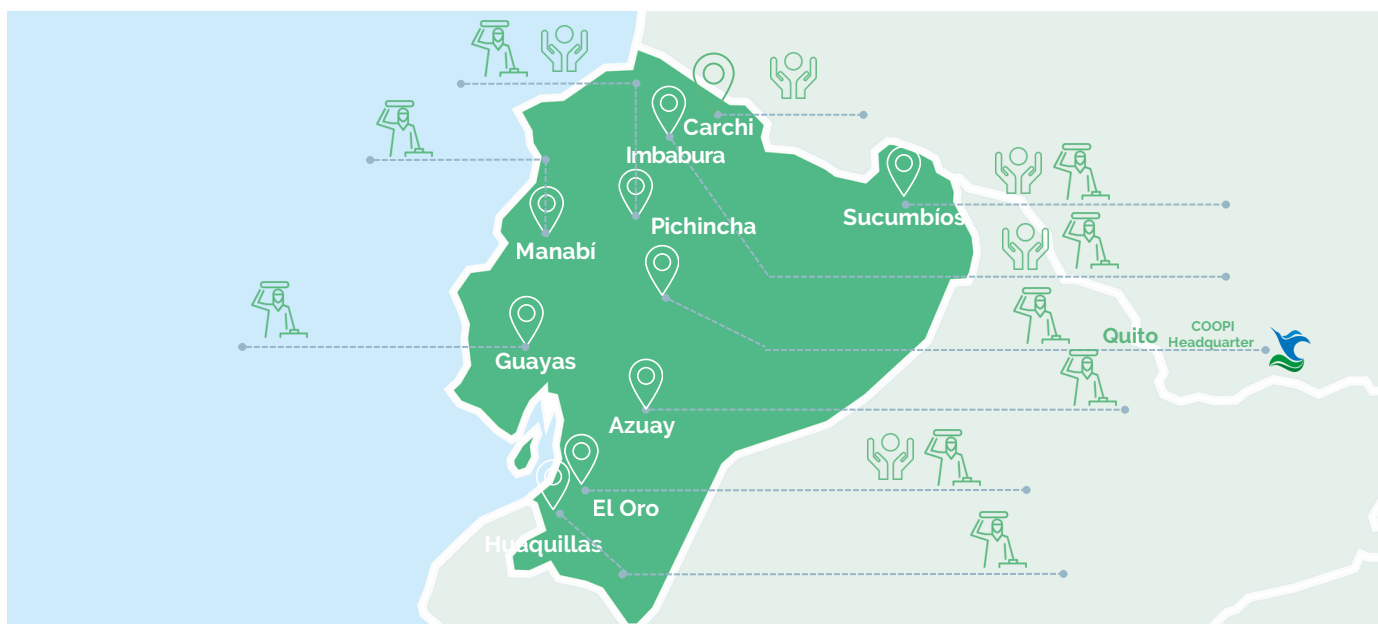 Carchi
Imbabura
Sucumbíos
Pichincha
Manabí
Quito
COOPI
Headquarter
Guayas
Azuay
El Oro
Huaquillas